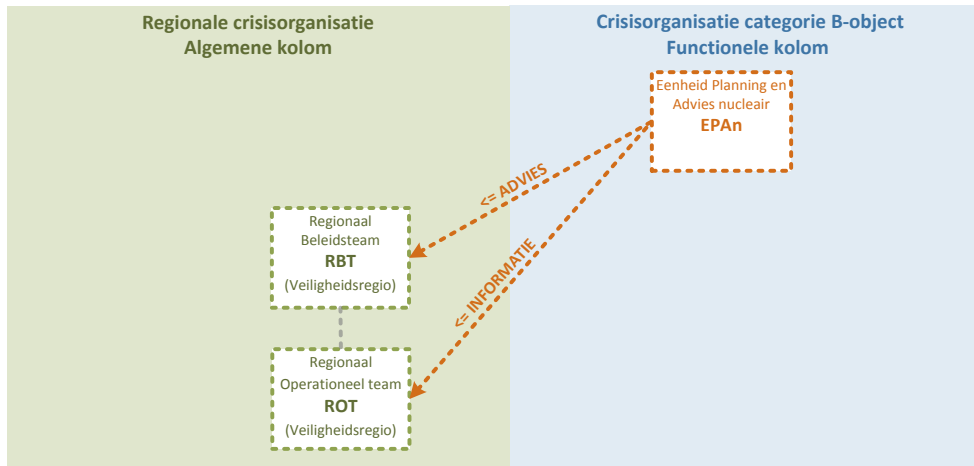 Regionale crisisorganisatie
Algemene kolom
Crisisorganisatie categorie B-object
Functionele kolom
Eenheid Planning en
Advies nucleair
EPAn
<= ADVIES
<= INFORMATIE
Regionaal
Beleidsteam
RBT
(Veiligheidsregio)
Regionaal
Operationeel team
ROT
(Veiligheidsregio)